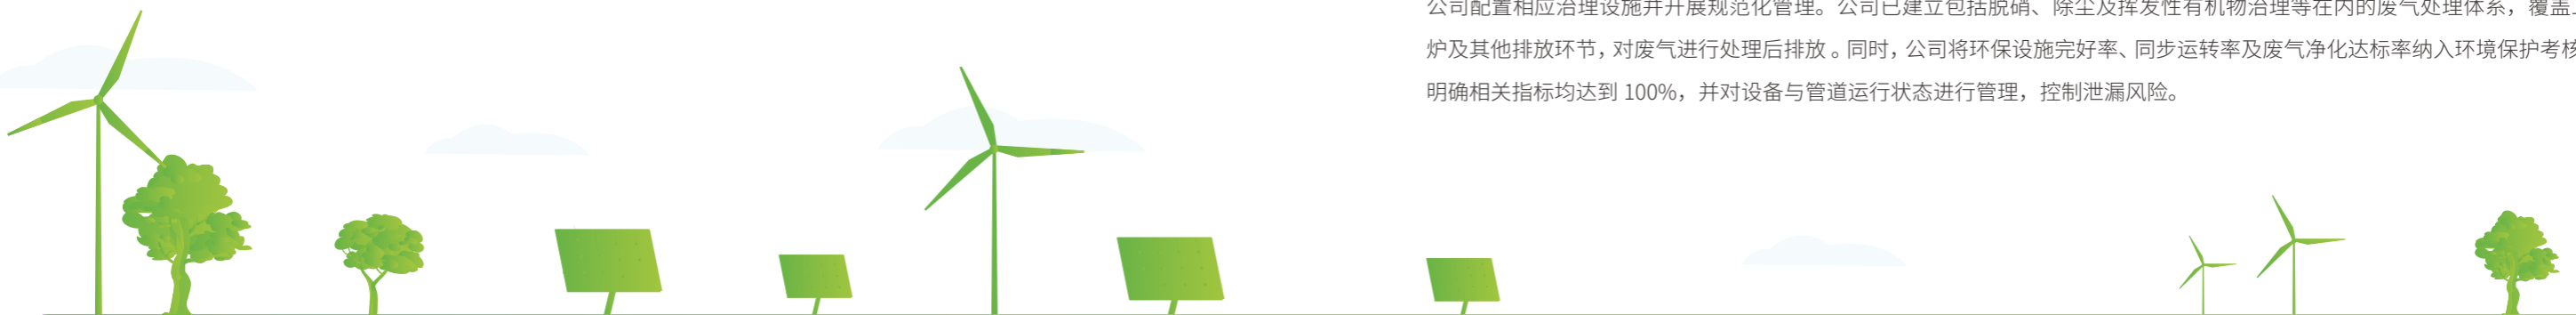 公司配置相应治理设施并开展规范化管理。公司已建立包括脱硝、除尘及挥发性有机物治理等在内的废气处理体系，覆盖
炉及其他排放环节，对废气进行处理后排放。同时，公司将环保设施完好率、同步运转率及废气净化达标率纳入环境保护考核
明确相关指标均达到 100%，并对设备与管道运行状态进行管理，控制泄漏风险。